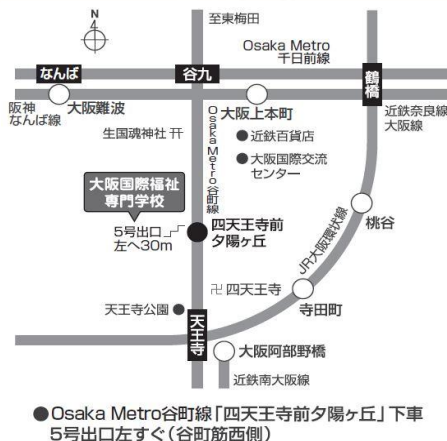 N
至東梅田
Osaka Metro
千日前線
なんば
谷九
鶴橋
阪神
なんば線
大阪難波
大阪上本町
近鉄奈良線
大阪線
生国魂神社
Osaka Metro谷町線
近鉄百貨店
大阪国際交流
センター
大阪国際福祉
専門学校
5号出口
左へ30m
四天王寺前
夕陽ヶ丘
桃谷
JR大阪環状線
卍四天王寺
寺田町
天王寺公園
天王寺
大阪阿部野橋
近鉄南大阪線
●Osaka Metro谷町線「四天王寺前夕陽ヶ丘」下車
5号出口左すぐ(谷町筋西側)